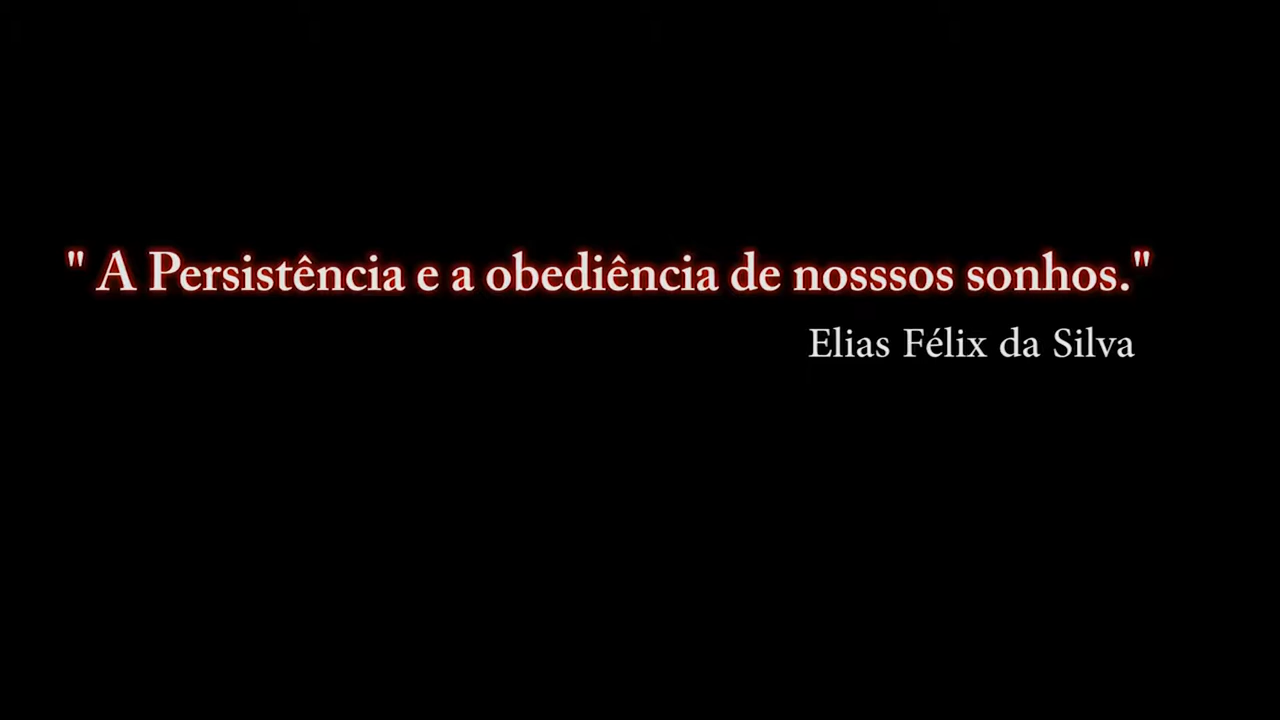 " A Persistência e a obediência de nosssos sonhos."
Elias Félix da Silva